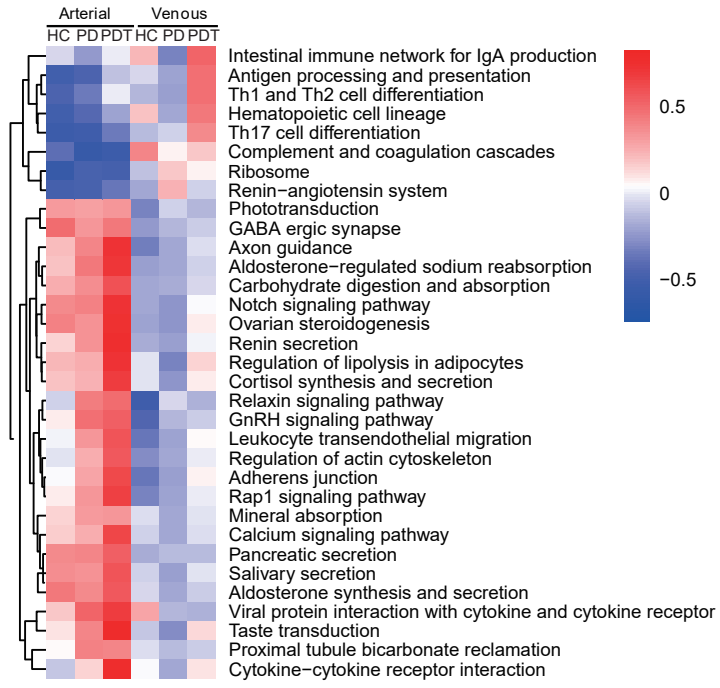 Arterial Venous
HC PD PDT HC PD PDT
Intestinal immune network for IgA production
Antigen processing and presentation
Th1 and Th2 cell differentiation
Hematopoietic cell lineage
Th17 cell differentiation
Complement and coagulation cascades
Ribosome
Renin−angiotensin system
Phototransduction
GABA ergic synapse
Axon guidance
Aldosterone−regulated sodium reabsorption
Carbohydrate digestion and absorption
Notch signaling pathway
Ovarian steroidogenesis
Renin secretion
Regulation of lipolysis in adipocytes
Cortisol synthesis and secretion
Relaxin signaling pathway
GnRH signaling pathway
Leukocyte transendothelial migration
Regulation of actin cytoskeleton
Adherens junction
Rap1 signaling pathway
Mineral absorption
Calcium signaling pathway
Pancreatic secretion
Salivary secretion
Aldosterone synthesis and secretion
Viral protein interaction with cytokine and cytokine receptor
Taste transduction
Proximal tubule bicarbonate reclamation
Cytokine−cytokine receptor interaction
0.5
0
−0.5